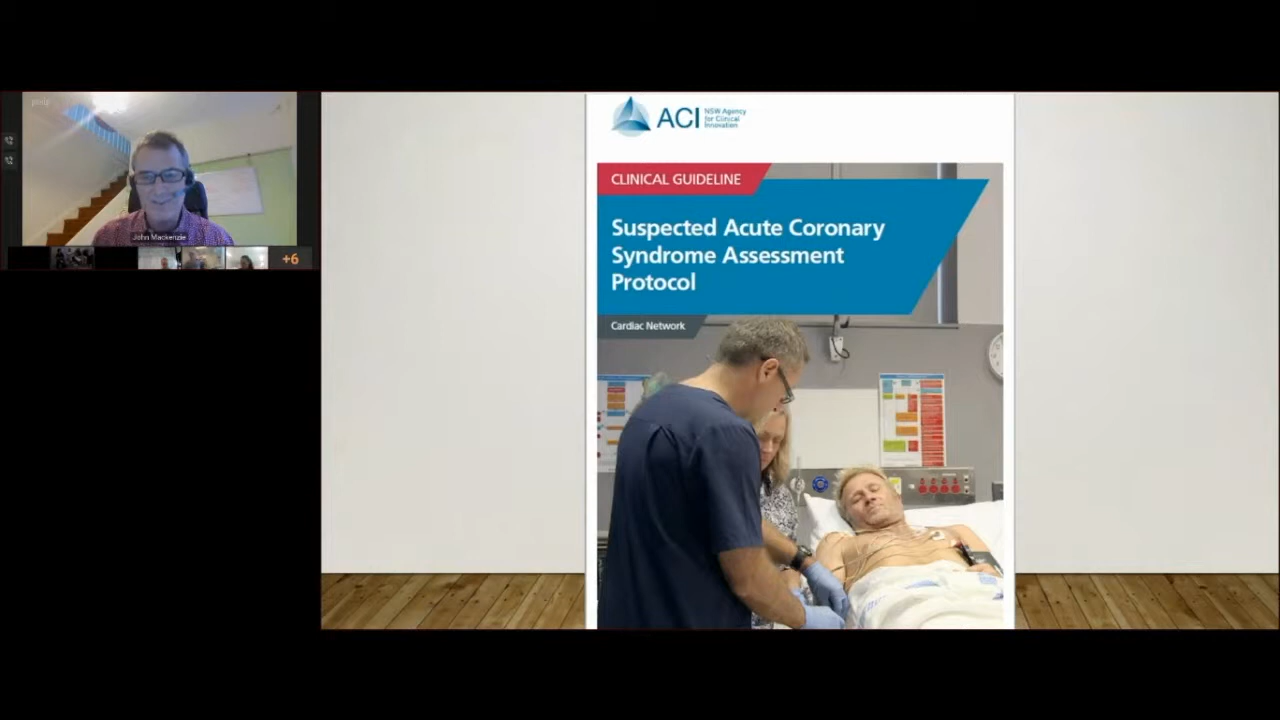 pexip
John Mackenzie
+6
ACI
NSW Agency
for Clinical
Innovation
CLINICAL GUIDELINE
Suspected Acute Coronary
Syndrome Assessment
Protocol
Cardiac Network